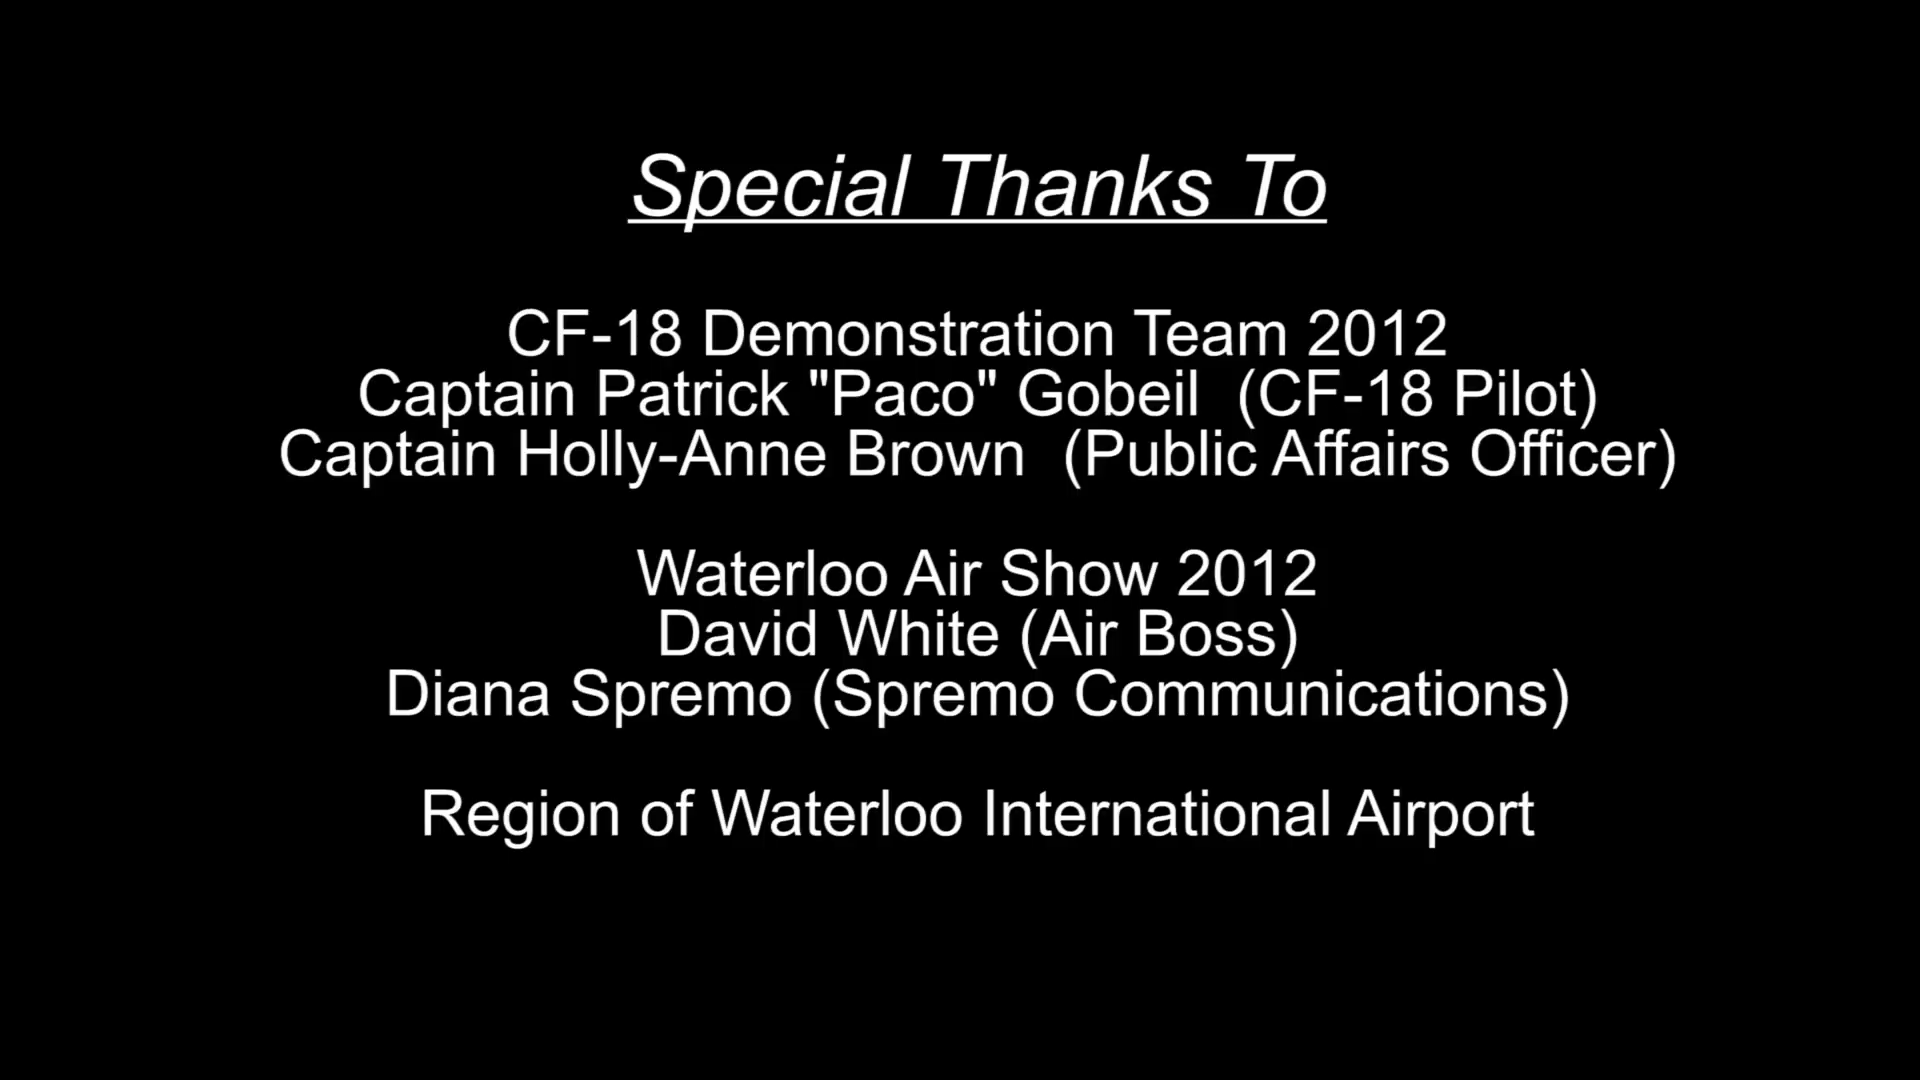 Special Thanks To
CF-18 Demonstration Team 2012
Captain Patrick "Paco" Gobeil  (CF-18 Pilot)
Captain Holly-Anne Brown  (Public Affairs Officer)
Waterloo Air Show 2012
David White (Air Boss)
Diana Spremo (Spremo Communications)
Region of Waterloo International Airport